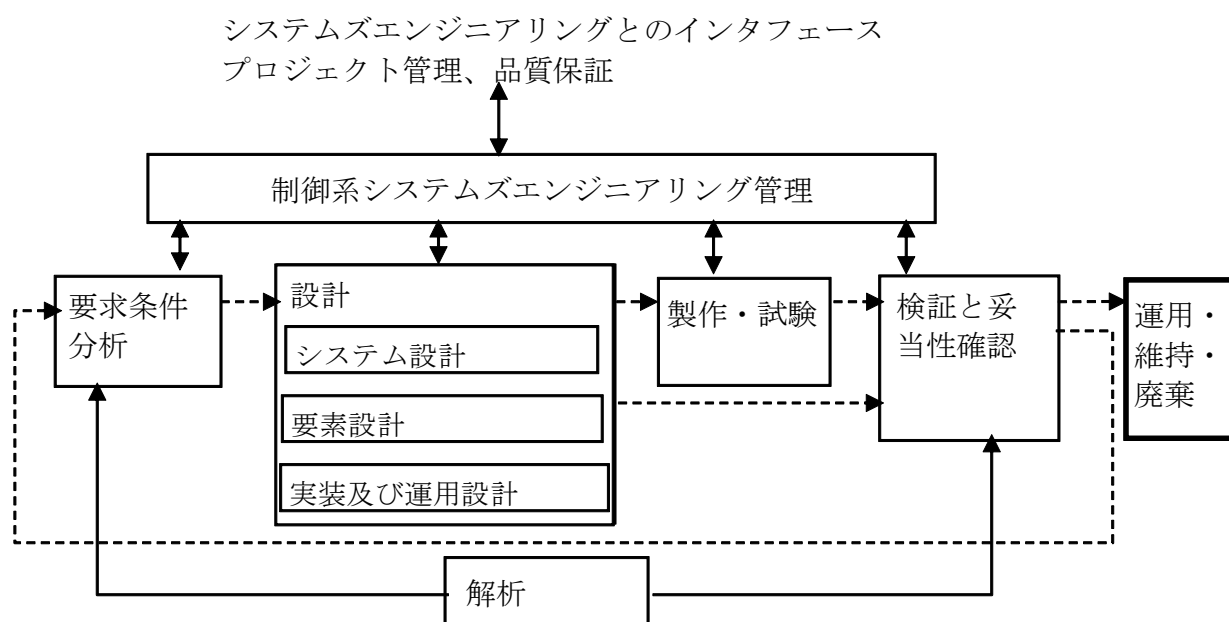 システムズエンジニアリングとのインタフェース
プロジェクト管理、品質保証
制御系システムズエンジニアリング管理
要求条件
分析
設計
システム設計
要素設計
実装及び運用設計
製作・試験
検証と妥
当性確認
運用・
維持・
廃棄
解析